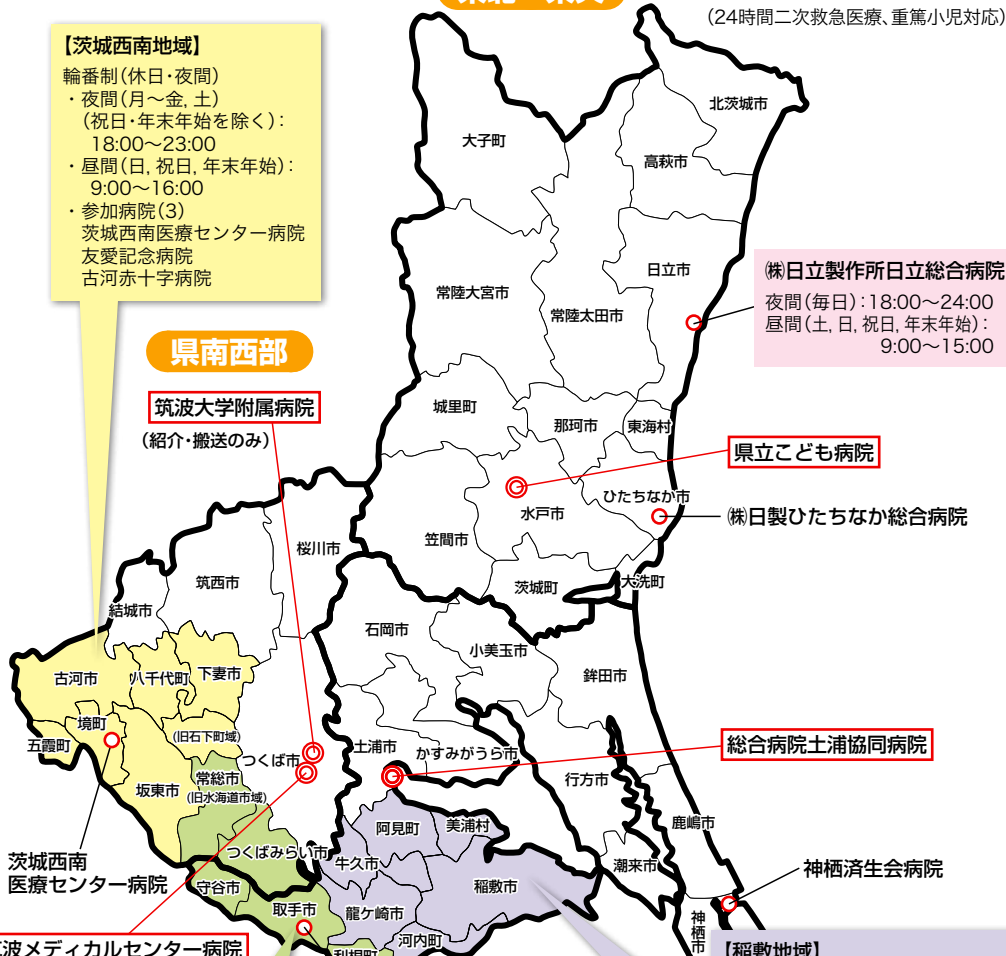 (24時間二次救急医療、重篤小児対応)
【茨城西南地域】
輪番制(休日・夜間)
・夜間(月〜金, 土)
(祝日・年末年始を除く):
18:00〜23:00
・昼間(日, 祝日, 年末年始):
9:00〜16:00
・参加病院(3)
茨城西南医療センター病院
友愛記念病院
古河赤十字病院
北茨城市
大子町
高萩市
日立市
㈱日立製作所日立総合病院
夜間(毎日):18:00〜24:00
昼間(土, 日, 祝日, 年末年始):
9:00〜15:00
常陸大宮市
常陸太田市
県南西部
筑波大学附属病院
(紹介・搬送のみ)
城里町
那珂市
東海村
県立こども病院
ひたちなか市
水戸市
㈱日製ひたちなか総合病院
笠間市
桜川市
筑西市
茨城町
大洗町
結城市
石岡市
小美玉市
鉾田市
古河市
八千代町
下妻市
境町
五霞町
(旧石下町域)
つくば市
土浦市
かすみがうら市
総合病院土浦協同病院
常総市
(旧水海道市域)
坂東市
行方市
阿見町
美浦村
鹿嶋市
つくばみらい市
牛久市
潮来市
茨城西南
医療センター病院
守谷市
稲敷市
神栖済生会病院
取手市
龍ケ崎市
神栖市
河内町
利根町
波メディカルセンター病院
【稲敷地域】